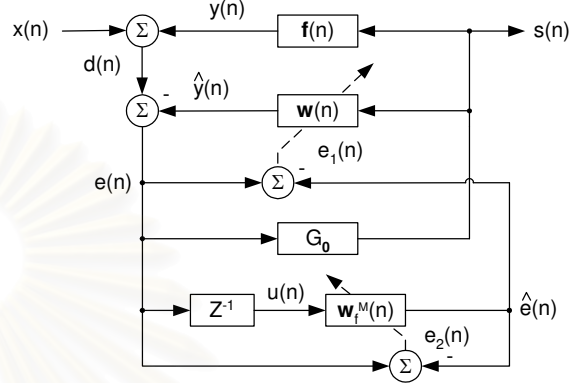 y(n)
x(n) Σ f(n) s(n)
d(n)
ŷ(n)
Σ - w(n)
e₁(n)
e(n) Σ -
G₀
u(n)
Z⁻¹ w_f^M(n) ê(n)
e₂(n)
Σ -